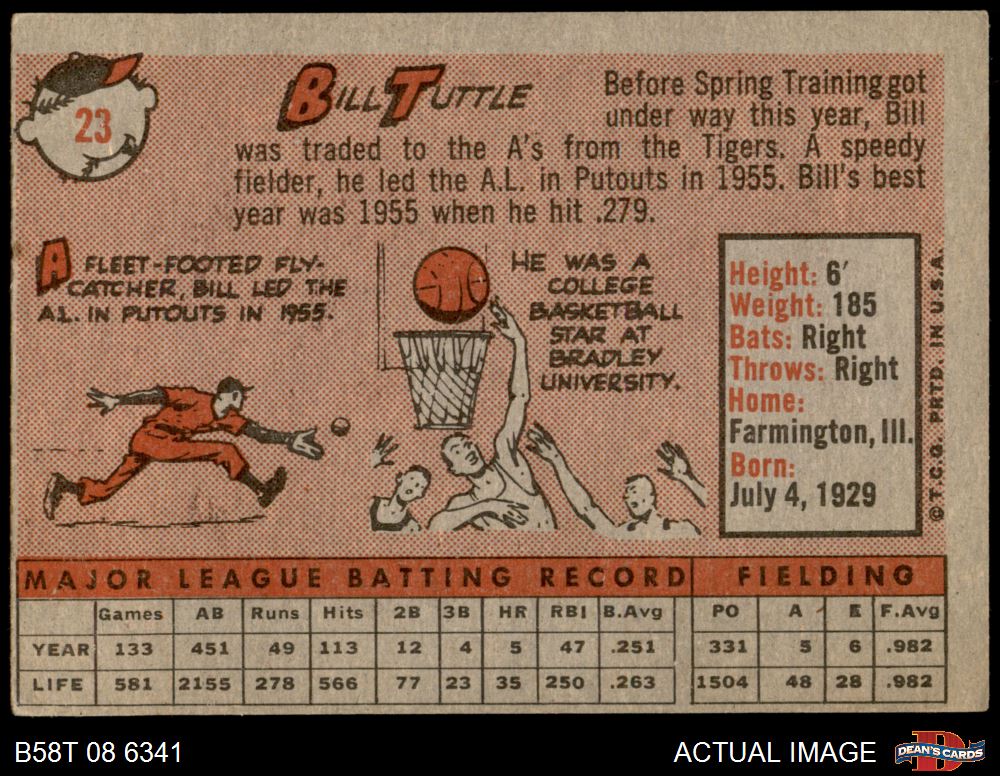 23
BILL TUTTLE
Before Spring Training got
under way this year, Bill
was traded to the A's from the Tigers. A speedy
fielder, he led the A.L. in Putouts in 1955. Bill's best
year was 1955 when he hit .279.
A FLEET-FOOTED FLY-
CATCHER, BILL LED THE
A.L. IN PUTOUTS IN 1955.
HE WAS A
COLLEGE
BASKETBALL
STAR AT
BRADLEY
UNIVERSITY.
Height: 6'
Weight: 185
Bats: Right
Throws: Right
Home:
Farmington, Ill.
Born:
July 4, 1929
© T.C.G. PRTD. IN U.S.A.
MAJOR LEAGUE BATTING RECORD FIELDING
Games AB Runs Hits 2B 3B HR RBI B.Avg PO A E F.Avg
YEAR 133 451 49 113 12 4 5 47 .251 331 5 6 .982
LIFE 581 2155 278 566 77 23 35 250 .263 1504 48 28 .982
B58T 08 6341 ACTUAL IMAGE DEAN'S CARDS